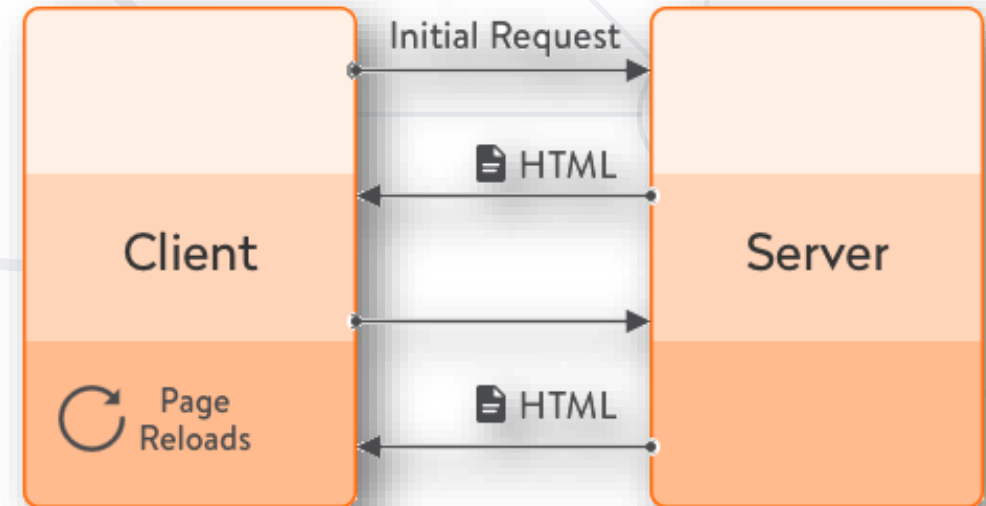 Initial Request
HTML
Client
Server
Page
Reloads
HTML